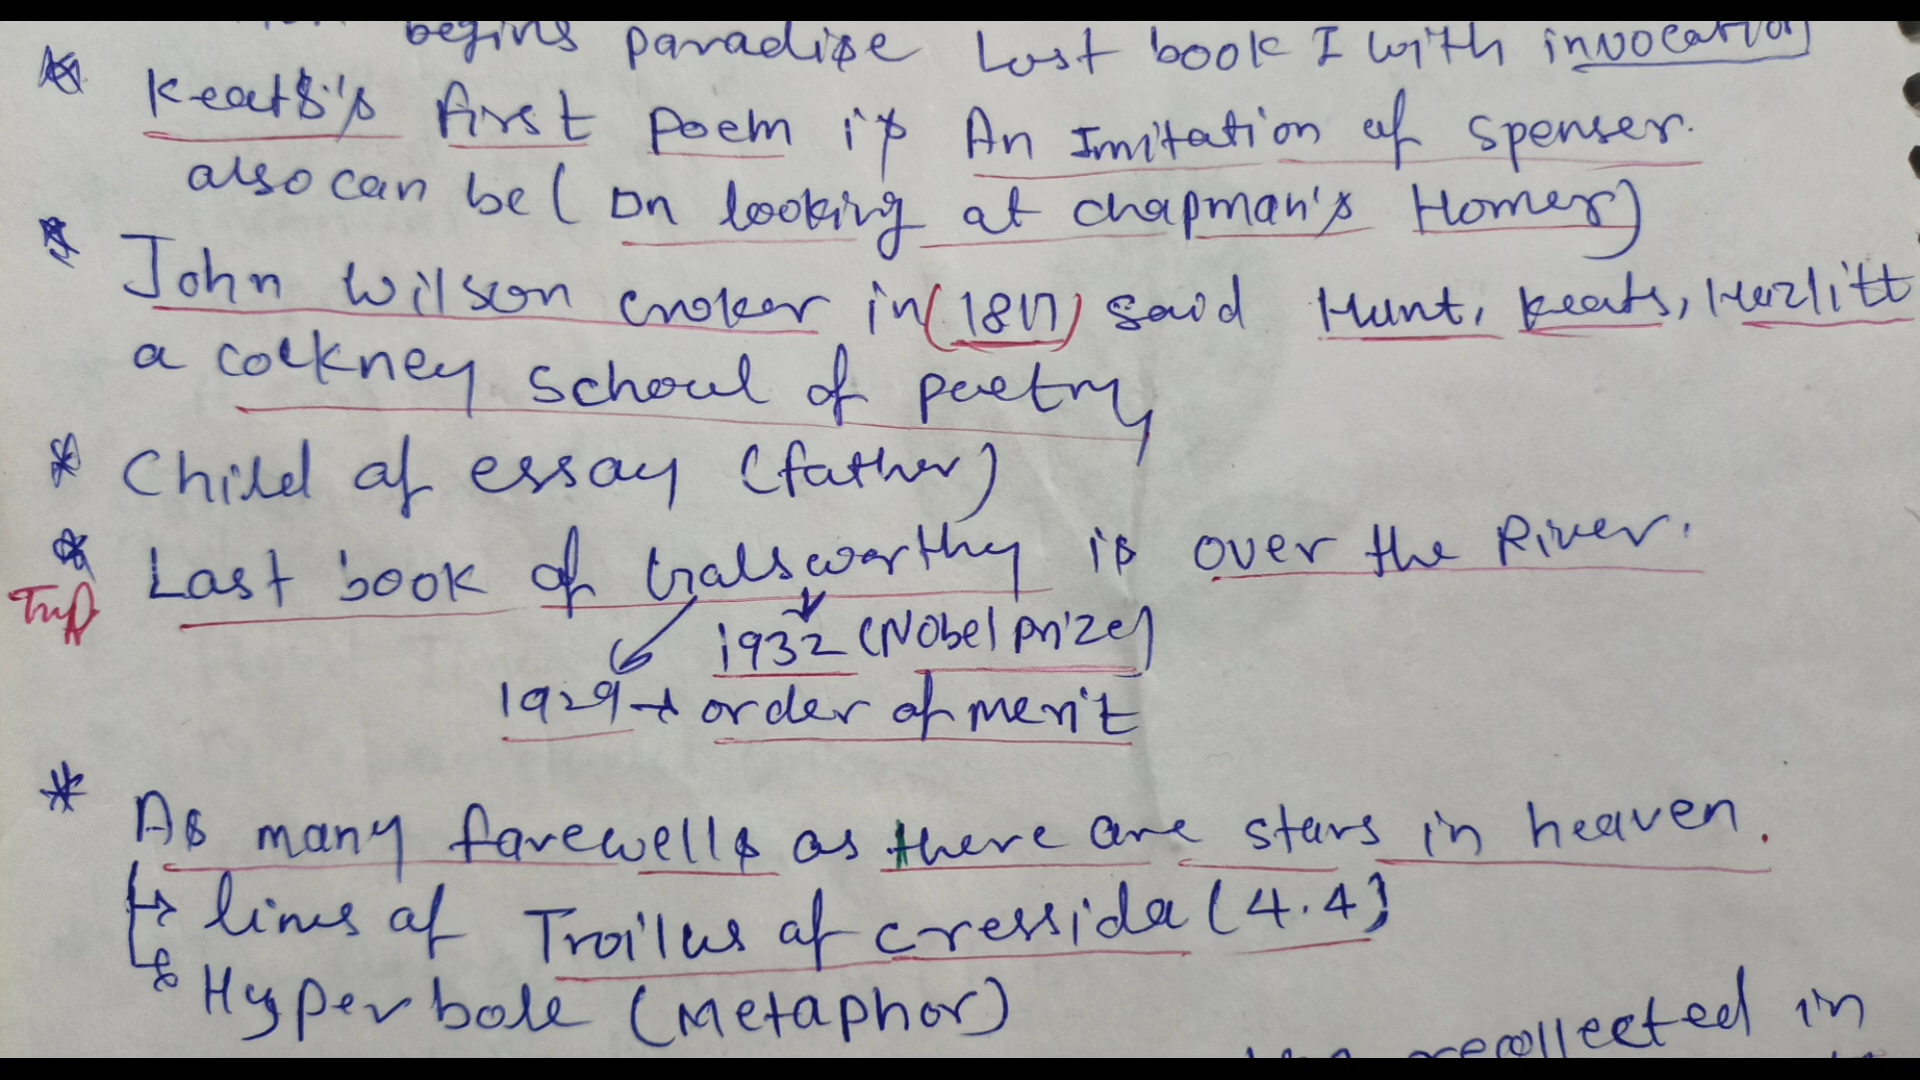 begins paradise Lost book I with invocation
* Keats's first poem is An Imitation of Spenser.
also can be ( on looking at chapman's Homer)
* John Wilson croker in (1817) said Hunt, Keats, Hazlitt
a cockney school of poetry
* Child of essay (father)
* Last book of Galsworthy is over the River.
Imp
1932 (Nobel prize)
1929 → order of merit
* As many farewells as there are stars in heaven.
→ lines of Troilus of cressida (4.4)
→ Hyperbole (Metaphor)
recollected in